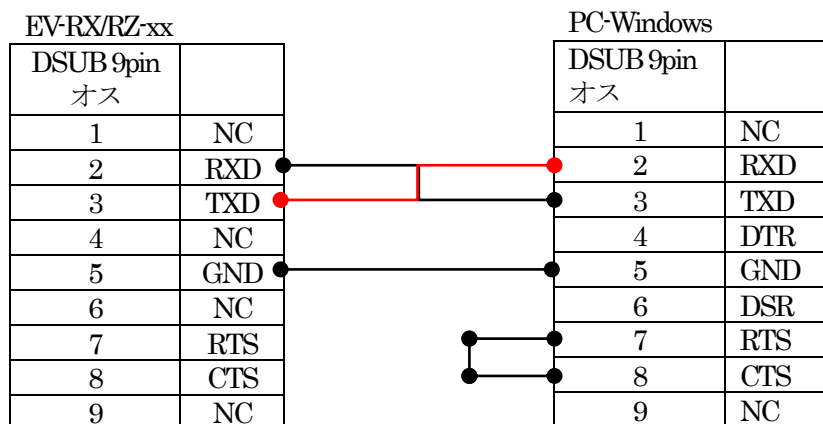 EV-RX/RZ-xx
DSUB 9pin
オス
1 NC
2 RXD
3 TXD
4 NC
5 GND
6 NC
7 RTS
8 CTS
9 NC
PC-Windows
DSUB 9pin
オス
1 NC
2 RXD
3 TXD
4 DTR
5 GND
6 DSR
7 RTS
8 CTS
9 NC